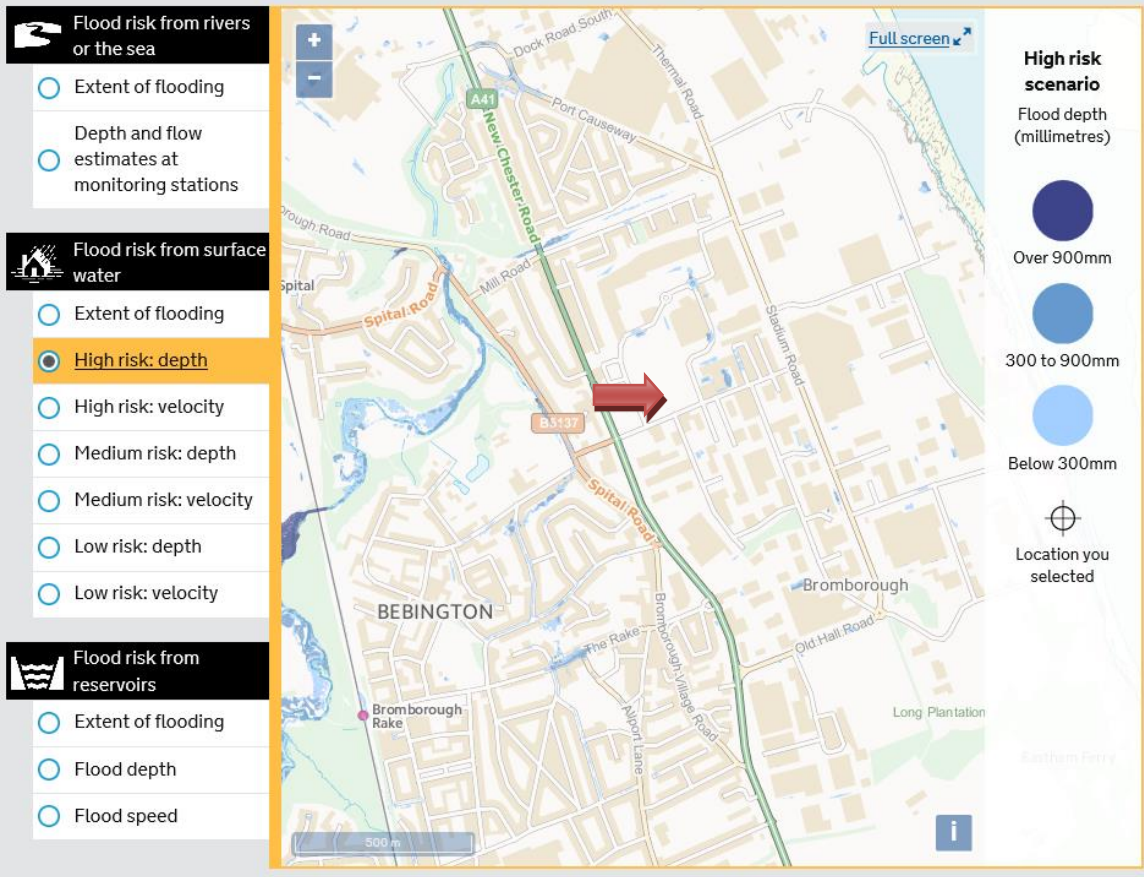 Flood risk from rivers
or the sea
Extent of flooding
Depth and flow
estimates at
monitoring stations
Flood risk from surface
water
Extent of flooding
High risk: depth
High risk: velocity
Medium risk: depth
Medium risk: velocity
Low risk: depth
Low risk: velocity
Flood risk from
reservoirs
Extent of flooding
Flood depth
Flood speed
+
−
Full screen
Dock Road South
Thermal Road
A41
Port Causeway
New Chester Road
orough Road
Mill Road
Spital
Spital Road
Stadium Road
B5137
Spital Road
Bromborough
BEBINGTON
The Rake
Old Hall Road
Bromborough Village Road
Allport Lane
Bromborough
Rake
Long Plantation
Eastham Ferry
500 m
i
High risk
scenario
Flood depth
(millimetres)
Over 900mm
300 to 900mm
Below 300mm
Location you
selected